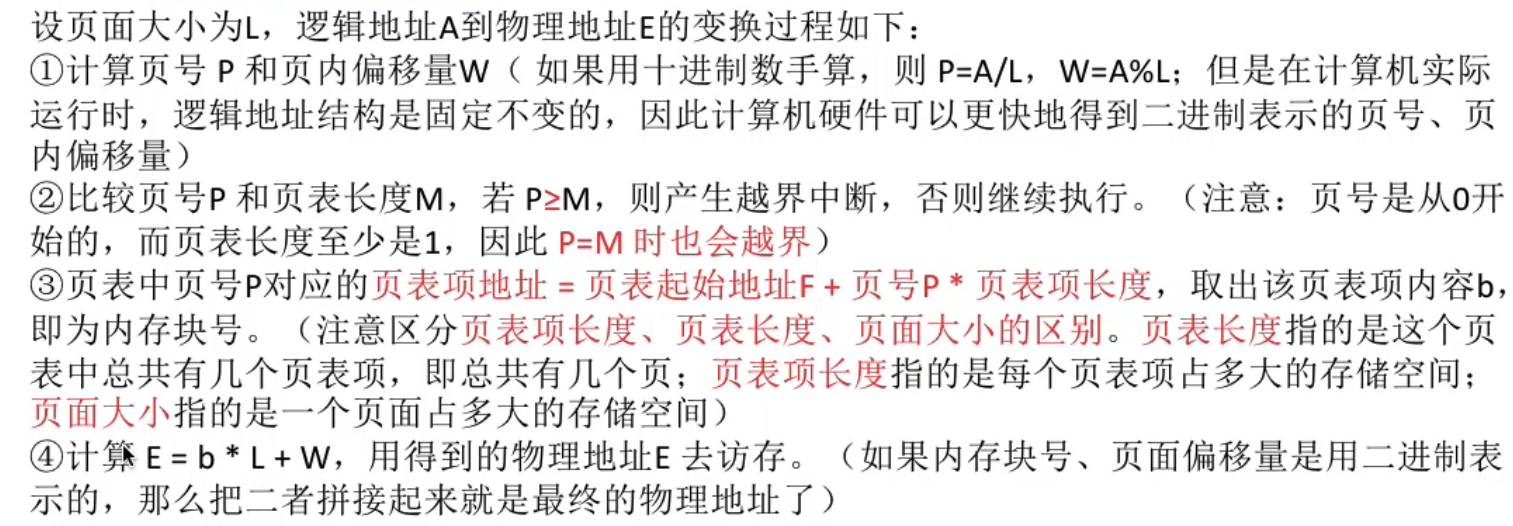 设页面大小为L，逻辑地址A到物理地址E的变换过程如下：
①计算页号 P 和页内偏移量W（ 如果用十进制数手算，则 P=A/L，W=A%L；但是在计算机实际
运行时，逻辑地址结构是固定不变的，因此计算机硬件可以更快地得到二进制表示的页号、页
内偏移量）
②比较页号P 和页表长度M，若 P≥M，则产生越界中断，否则继续执行。（注意：页号是从0开
始的，而页表长度至少是1，因此 P=M 时也会越界）
③页表中页号P对应的页表项地址 = 页表起始地址F + 页号P * 页表项长度，取出该页表项内容b，
即为内存块号。（注意区分页表项长度、页表长度、页面大小的区别。页表长度指的是这个页
表中总共有几个页表项，即总共有几个页；页表项长度指的是每个页表项占多大的存储空间；
页面大小指的是一个页面占多大的存储空间）
④计算 E = b * L + W，用得到的物理地址E 去访存。（如果内存块号、页面偏移量是用二进制表
示的，那么把二者拼接起来就是最终的物理地址了）